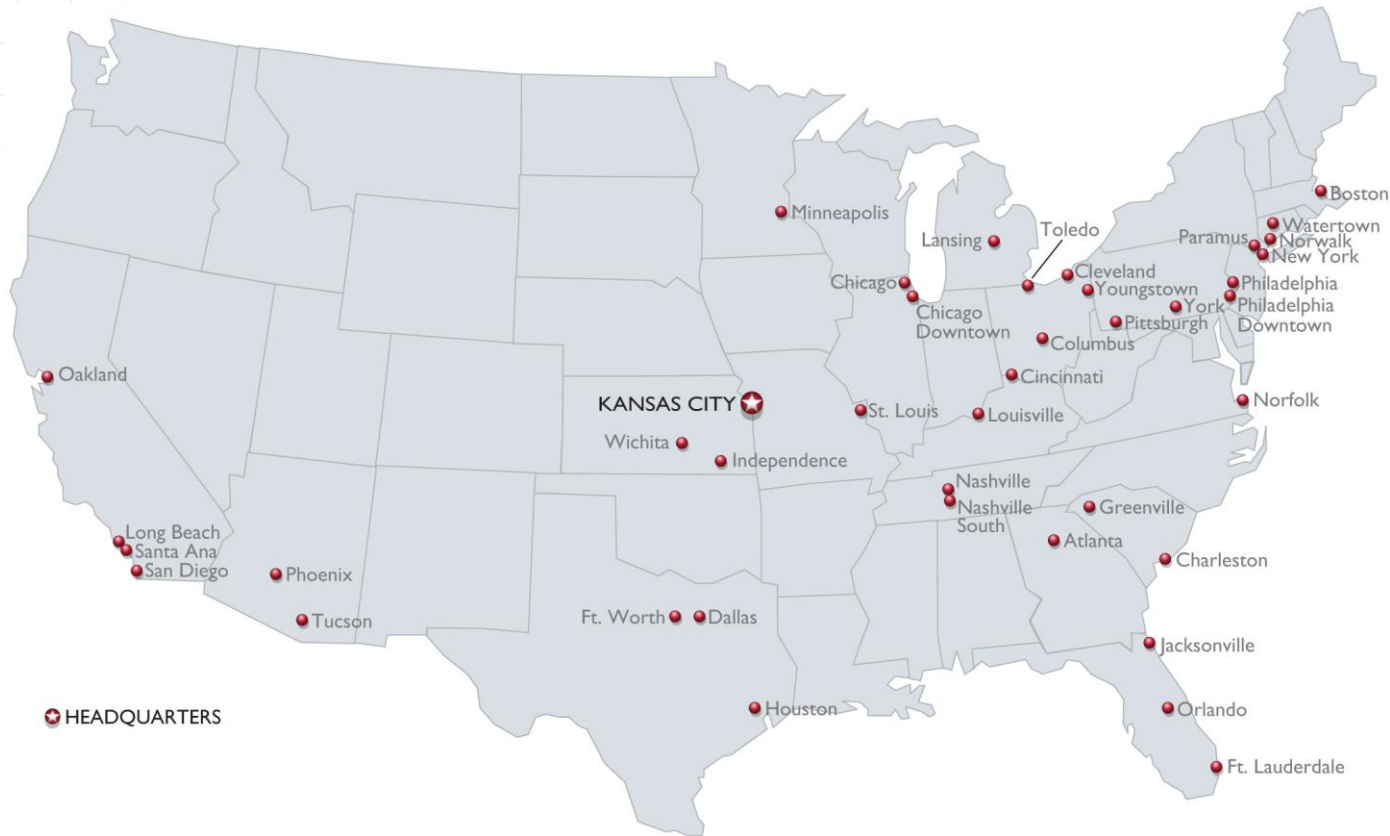 Boston
Minneapolis
Watertown
Toledo
Paramus
Norwalk
Lansing
New York
Cleveland
Chicago
Youngstown
Philadelphia
Chicago
Downtown
York
Philadelphia
Downtown
Pittsburgh
Columbus
Oakland
Cincinnati
KANSAS CITY
St. Louis
Louisville
Norfolk
Wichita
Independence
Nashville
Nashville
South
Greenville
Long Beach
Santa Ana
San Diego
Atlanta
Charleston
Phoenix
Tucson
Ft. Worth
Dallas
Jacksonville
Houston
Orlando
HEADQUARTERS
Ft. Lauderdale